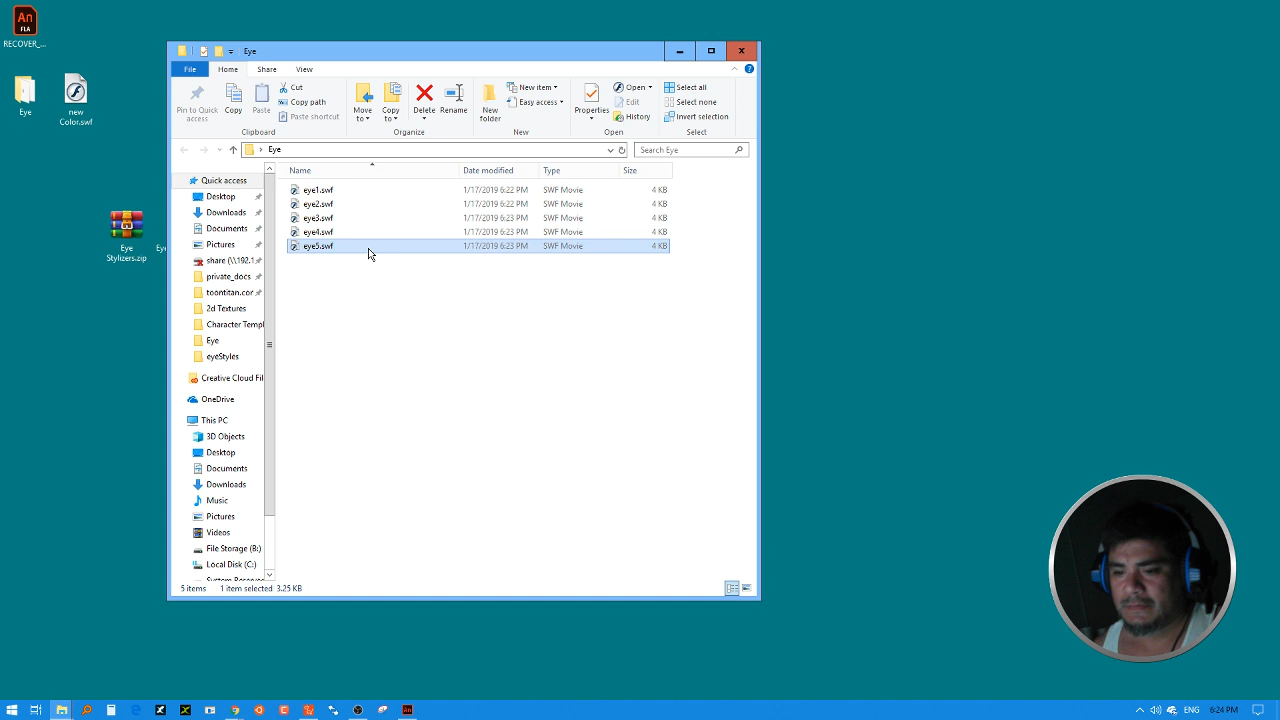 An
FLA
RECOVER_...
Eye
new
Color.swf
Eye
Stylizers.zip
Eye
File
Home
Share
View
Pin to Quick
access
Copy
Paste
Cut
Copy path
Paste shortcut
Clipboard
Move
to
Copy
to
Delete
Rename
Organize
New
folder
New item
Easy access
New
Properties
Open
Edit
History
Open
Select all
Select none
Invert selection
Select
Eye
Search Eye
Name
Date modified
Type
Size
eye1.swf 1/17/2019 6:22 PM SWF Movie 4 KB
eye2.swf 1/17/2019 6:22 PM SWF Movie 4 KB
eye3.swf 1/17/2019 6:23 PM SWF Movie 4 KB
eye4.swf 1/17/2019 6:23 PM SWF Movie 4 KB
eye5.swf 1/17/2019 6:23 PM SWF Movie 4 KB
Quick access
Desktop
Downloads
Documents
Pictures
share (\\192.1
private_docs
toontitan.cor
2d Textures
Character Templ
Eye
eyeStyles
Creative Cloud Fil
OneDrive
This PC
3D Objects
Desktop
Documents
Downloads
Music
Pictures
Videos
File Storage (B:)
Local Disk (C:)
5 items 1 item selected 3.25 KB
An
ENG
6:24 PM